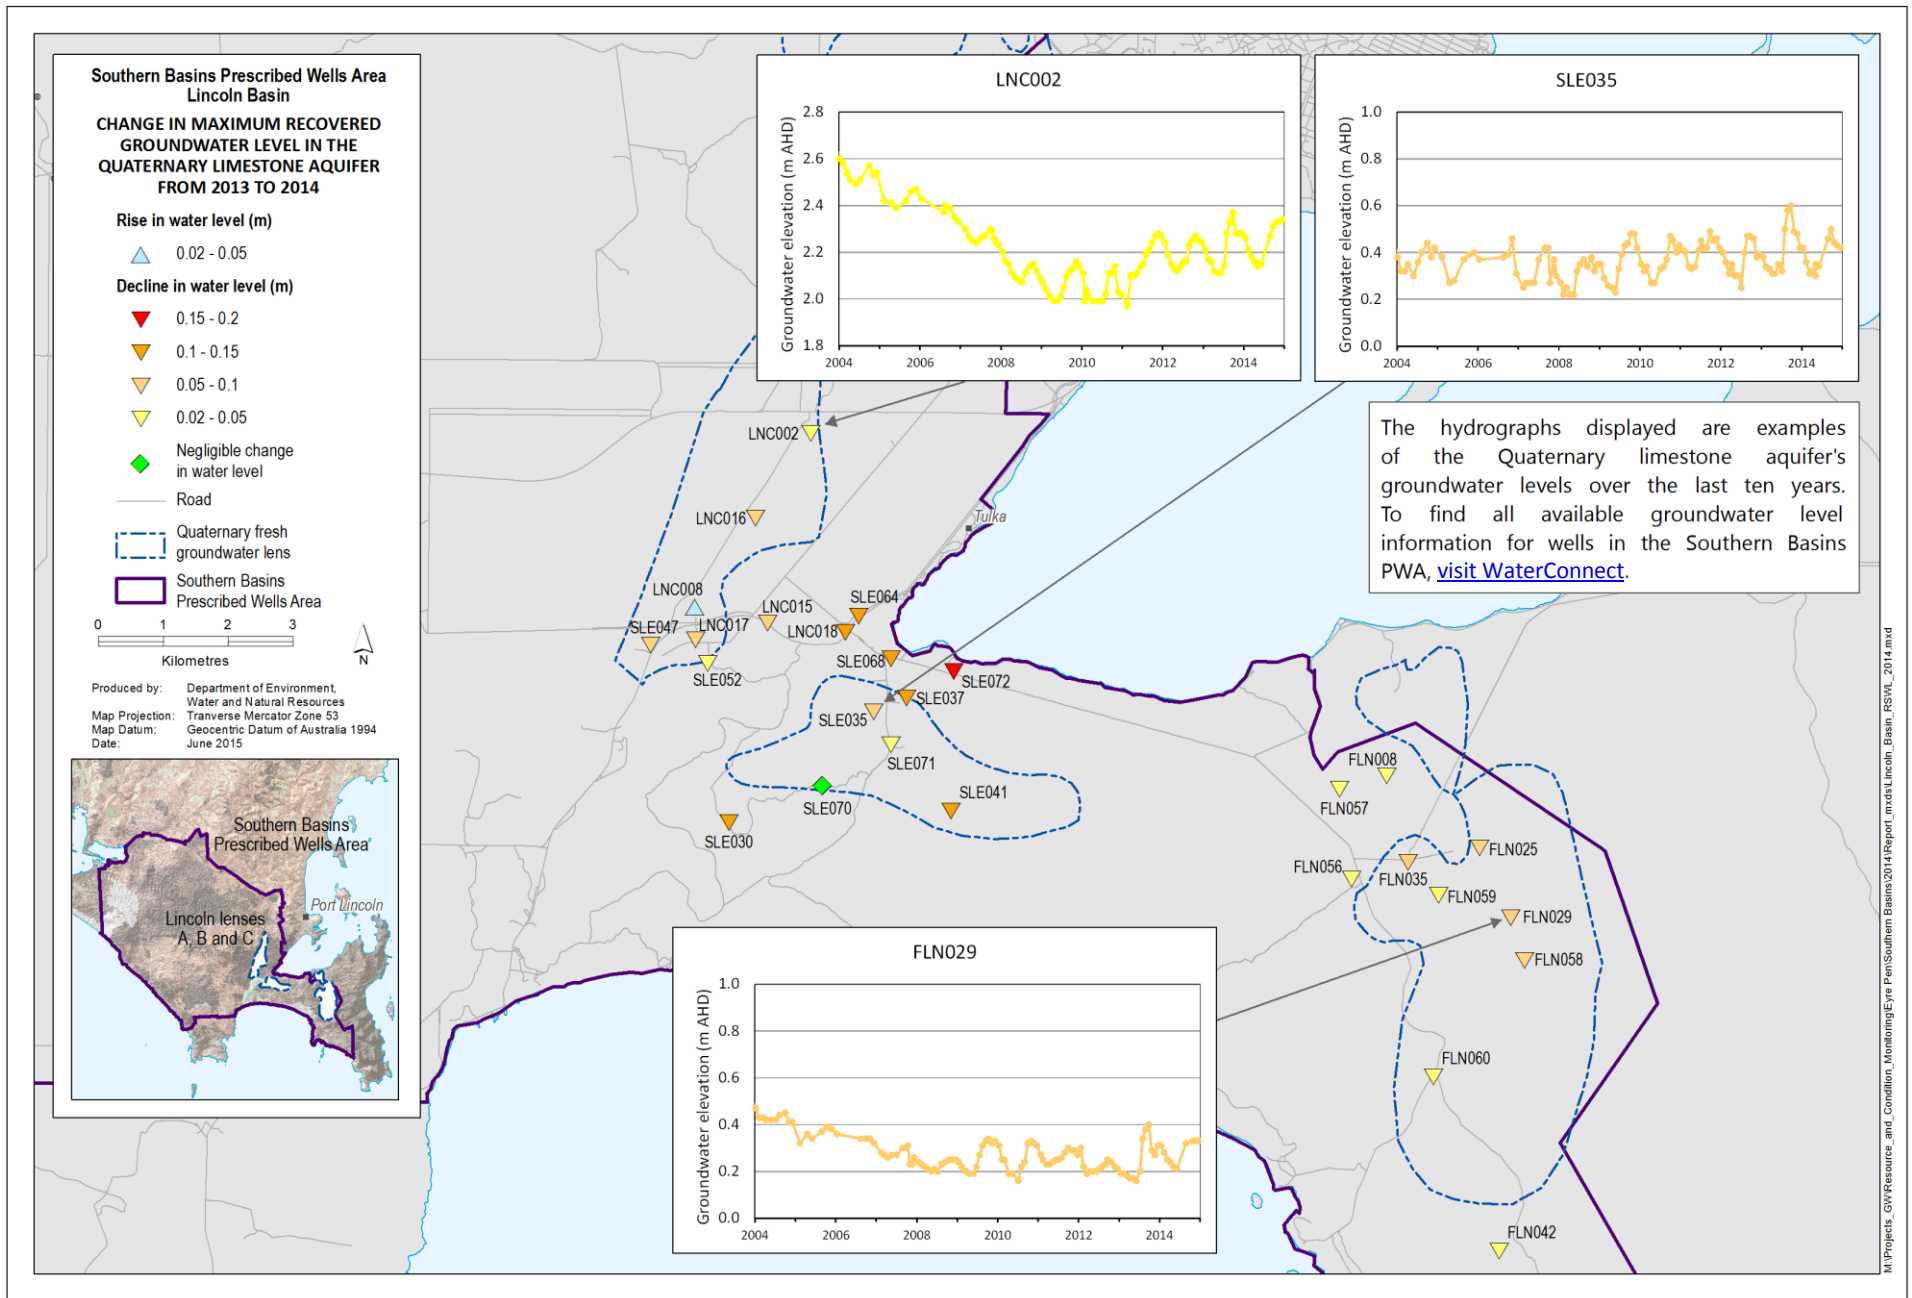 Southern Basins Prescribed Wells Area
Lincoln Basin
CHANGE IN MAXIMUM RECOVERED
GROUNDWATER LEVEL IN THE
QUATERNARY LIMESTONE AQUIFER
FROM 2013 TO 2014
Rise in water level (m)
0.02 - 0.05
Decline in water level (m)
0.15 - 0.2
0.1 - 0.15
0.05 - 0.1
0.02 - 0.05
Negligible change
in water level
Road
Quaternary fresh
groundwater lens
Southern Basins
Prescribed Wells Area
0 1 2 3
Kilometres
N
Produced by: Department of Environment,
Water and Natural Resources
Map Projection: Tranverse Mercator Zone 53
Map Datum: Geocentric Datum of Australia 1994
Date: June 2015
Southern Basins
Prescribed Wells Area
Lincoln lenses
A, B and C
Port Lincoln
LNC002
Groundwater elevation (m AHD)
2.8
2.6
2.4
2.2
2.0
1.8
2004 2006 2008 2010 2012 2014
SLE035
Groundwater elevation (m AHD)
1.0
0.8
0.6
0.4
0.2
0.0
2004 2006 2008 2010 2012 2014
The hydrographs displayed are examples
of the Quaternary limestone aquifer's
groundwater levels over the last ten years.
To find all available groundwater level
information for wells in the Southern Basins
PWA, visit WaterConnect.
LNC002
LNC016
Tulka
LNC008
LNC015
SLE064
SLE047
LNC017
LNC018
SLE052
SLE068
SLE072
SLE037
SLE035
SLE071
SLE070
SLE041
SLE030
FLN008
FLN057
FLN025
FLN056
FLN035
FLN059
FLN029
FLN058
FLN060
FLN042
FLN029
Groundwater elevation (m AHD)
1.0
0.8
0.6
0.4
0.2
0.0
2004 2006 2008 2010 2012 2014
M:\Projects_GW\Resource_and_Condition_Monitoring\Eyre Pen\Southern Basins\2014\Report_mxds\Lincoln_Basin_RSWL_2014.mxd